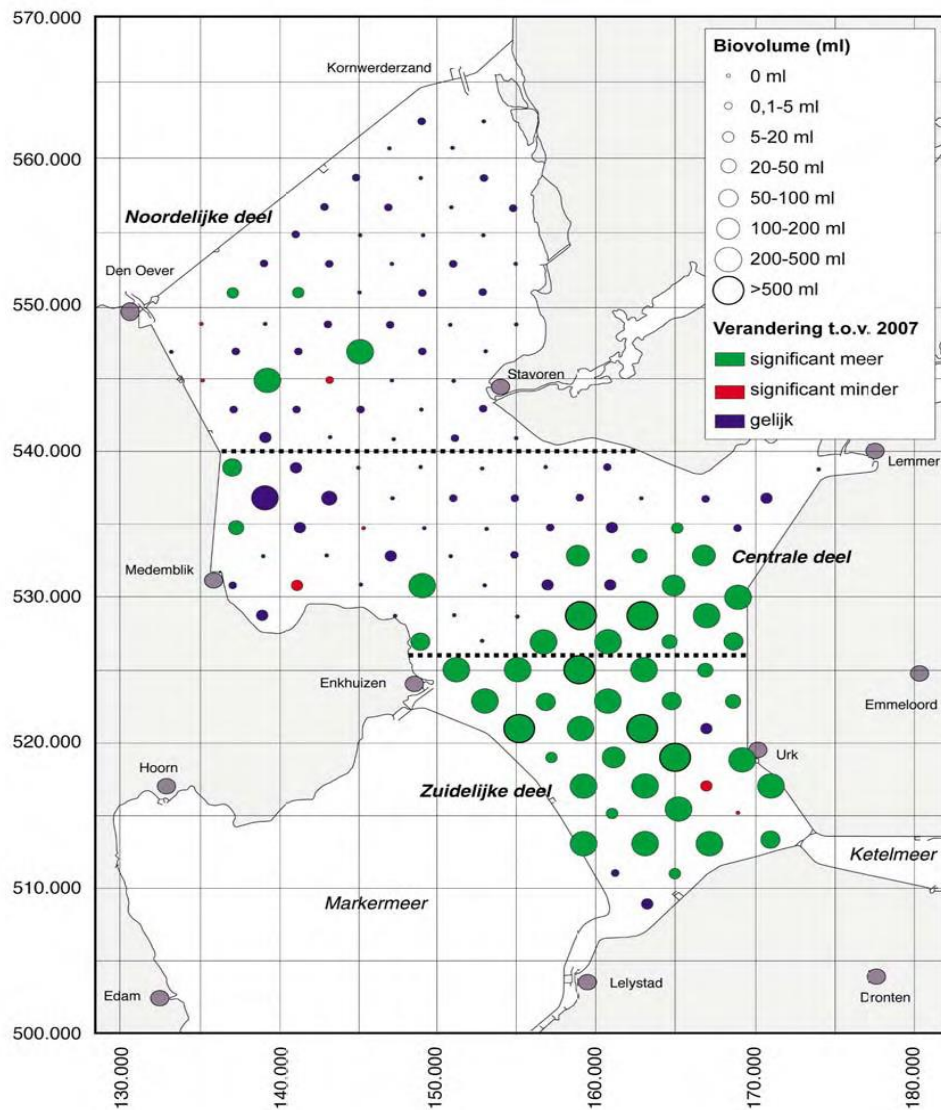 570.000
560.000
550.000
540.000
530.000
520.000
510.000
500.000
Kornwerderzand
Noordelijke deel
Den Oever
Stavoren
Lemmer
Medemblik
Centrale deel
Enkhuizen
Emmeloord
Urk
Hoorn
Zuidelijke deel
Ketelmeer
Markermeer
Lelystad
Edam
Dronten
Biovolume (ml)
0 ml
0,1-5 ml
5-20 ml
20-50 ml
50-100 ml
100-200 ml
200-500 ml
>500 ml
Verandering t.o.v. 2007
significant meer
significant minder
gelijk
130.000
140.000
150.000
160.000
170.000
180.000